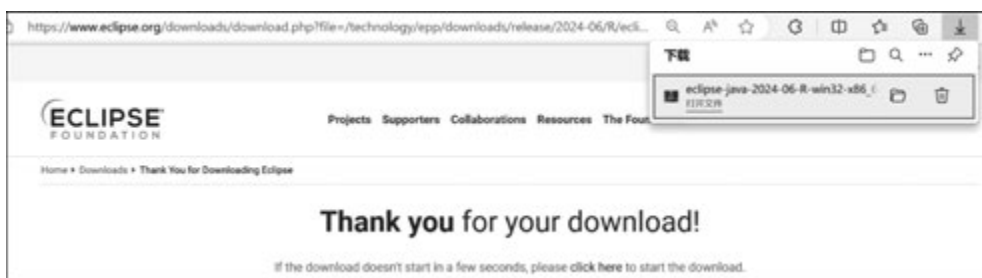 https://www.eclipse.org/downloads/download.php?file=/technology/epp/downloads/release/2024-06/R/ecli...
下载
eclipse-java-2024-06-R-win32-x86_6
打开文件
ECLIPSE
FOUNDATION
Projects Supporters Collaborations Resources The Foun
Home Downloads Thank You for Downloading Eclipse
Thank you for your download!
If the download doesn't start in a few seconds, please click here to start the download.